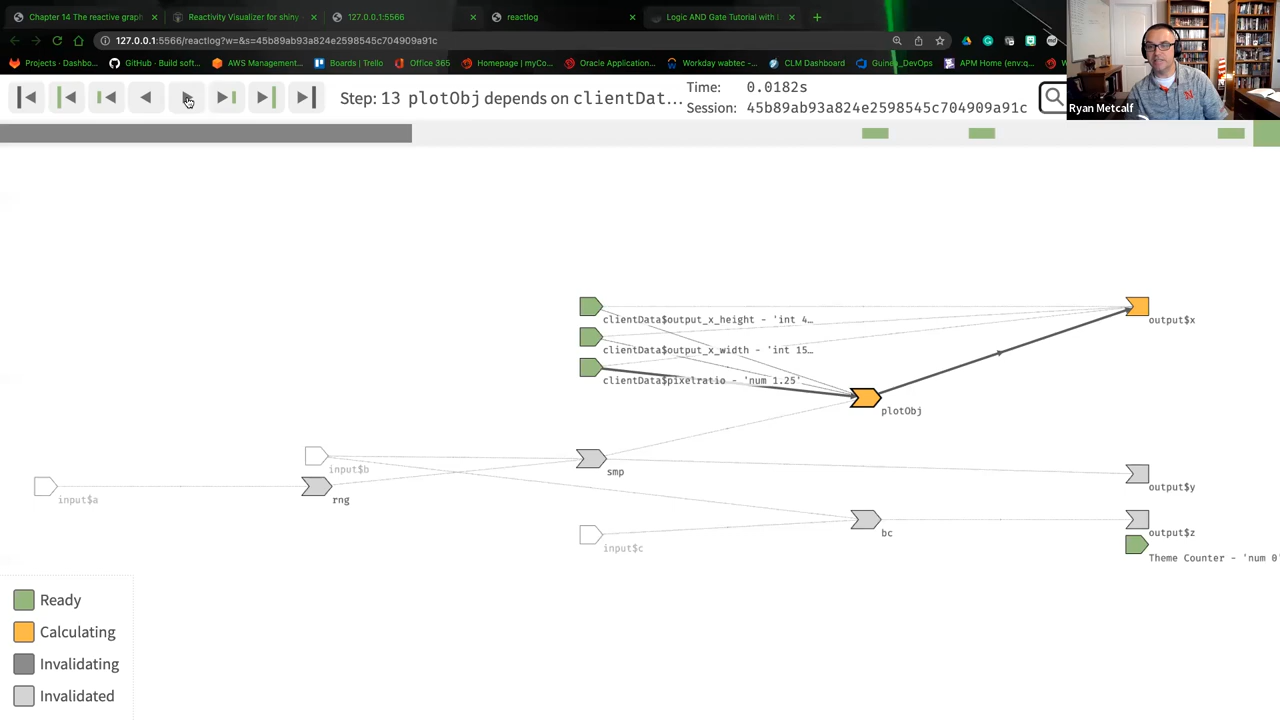 Chapter 14 The reactive graph
Reactivity Visualizer for shiny
127.0.0.1:5566
reactlog
Logic AND Gate Tutorial with
127.0.0.1:5566/reactlog?w=&s=45b89ab93a824e2598545c704909a91c
Projects · Dashbo...
GitHub · Build soft...
AWS Management...
Boards | Trello
Office 365
Homepage | myCo...
Oracle Application...
Workday wabtec -...
CLM Dashboard
Guinea_DevOps
APM Home (env:q...
Step: 13 plotObj depends on clientDat...
Time: 0.0182s
Session: 45b89ab93a824e2598545c704909a91c
Ryan Metcalf
clientData$output_x_height - 'int 4…
output$x
clientData$output_x_width - 'int 15…
clientData$pixelratio - 'num 1.25'
plotObj
input$b
smp
output$y
input$a
rng
bc
output$z
input$c
Theme Counter - 'num 0'
Ready
Calculating
Invalidating
Invalidated